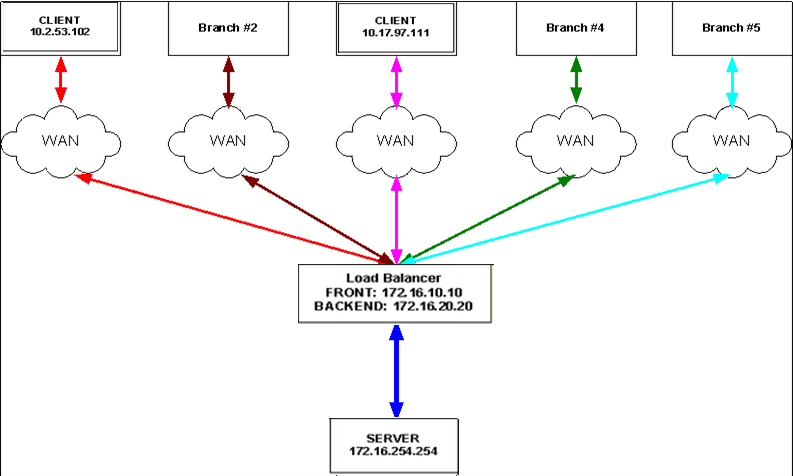 CLIENT
10.2.53.102
Branch #2
CLIENT
10.17.97.111
Branch #4
Branch #5
WAN
WAN
WAN
WAN
WAN
Load Balancer
FRONT: 172.16.10.10
BACKEND: 172.16.20.20
SERVER
172.16.254.254